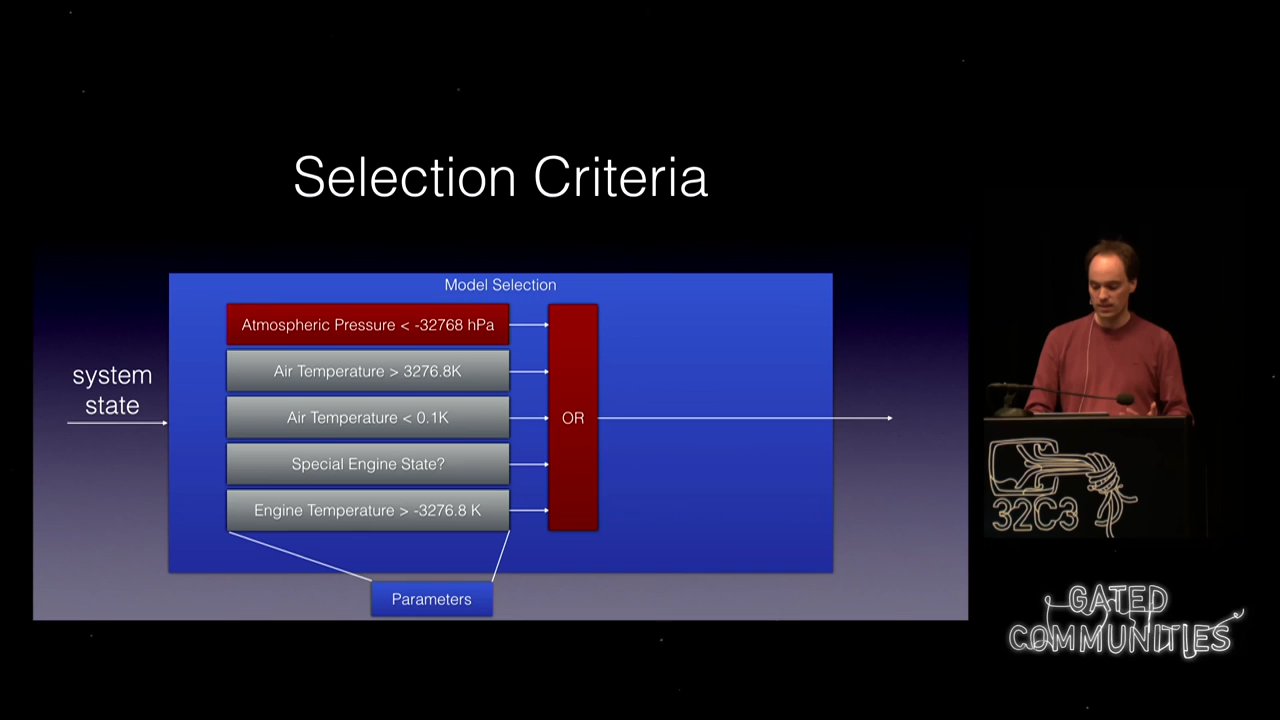 Selection Criteria
Model Selection
Atmospheric Pressure < -32768 hPa
Air Temperature > 3276.8K
system
state
Air Temperature < 0.1K
OR
Special Engine State?
Engine Temperature > -3276.8 K
Parameters
32C3
GATED
COMMUNITIES